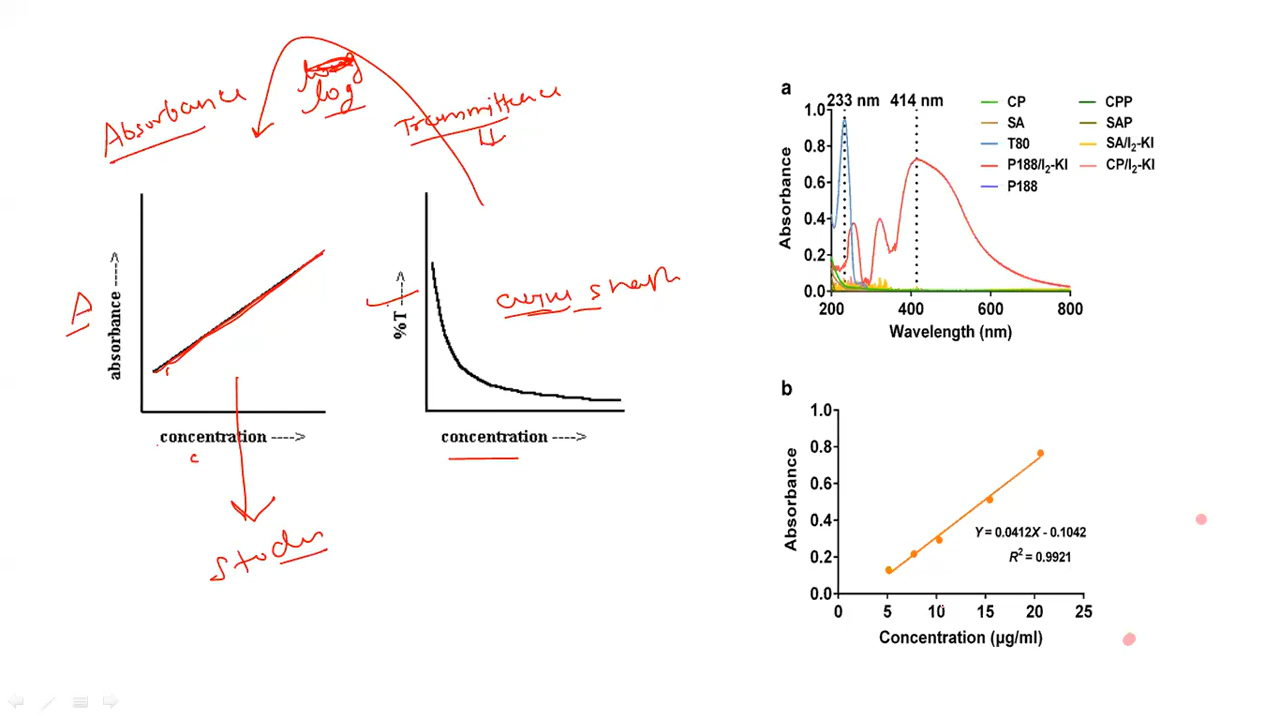 Absorbance
log
Transmittence
absorbance ---->
concentration ---->
A
c
%T ---->
concentration ---->
curve shaph
a
233 nm 414 nm
1.0
0.8
0.6
0.4
0.2
0.0
200 400 600 800
Absorbance
Wavelength (nm)
CP
SA
T80
P188/I₂-KI
P188
CPP
SAP
SA/I₂-KI
CP/I₂-KI
b
1.0
0.8
0.6
0.4
0.2
0.0
0 5 10 15 20 25
Absorbance
Concentration (µg/ml)
Y = 0.0412X - 0.1042
R² = 0.9921